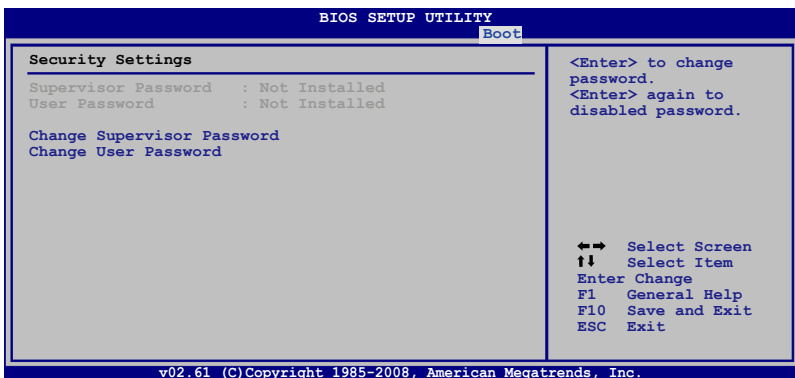 BIOS SETUP UTILITY
Boot
Security Settings
Supervisor Password : Not Installed
User Password : Not Installed
Change Supervisor Password
Change User Password
<Enter> to change
password.
<Enter> again to
disabled password.
←→ Select Screen
↑↓ Select Item
Enter Change
F1 General Help
F10 Save and Exit
ESC Exit
v02.61 (C)Copyright 1985-2008, American Megatrends, Inc.